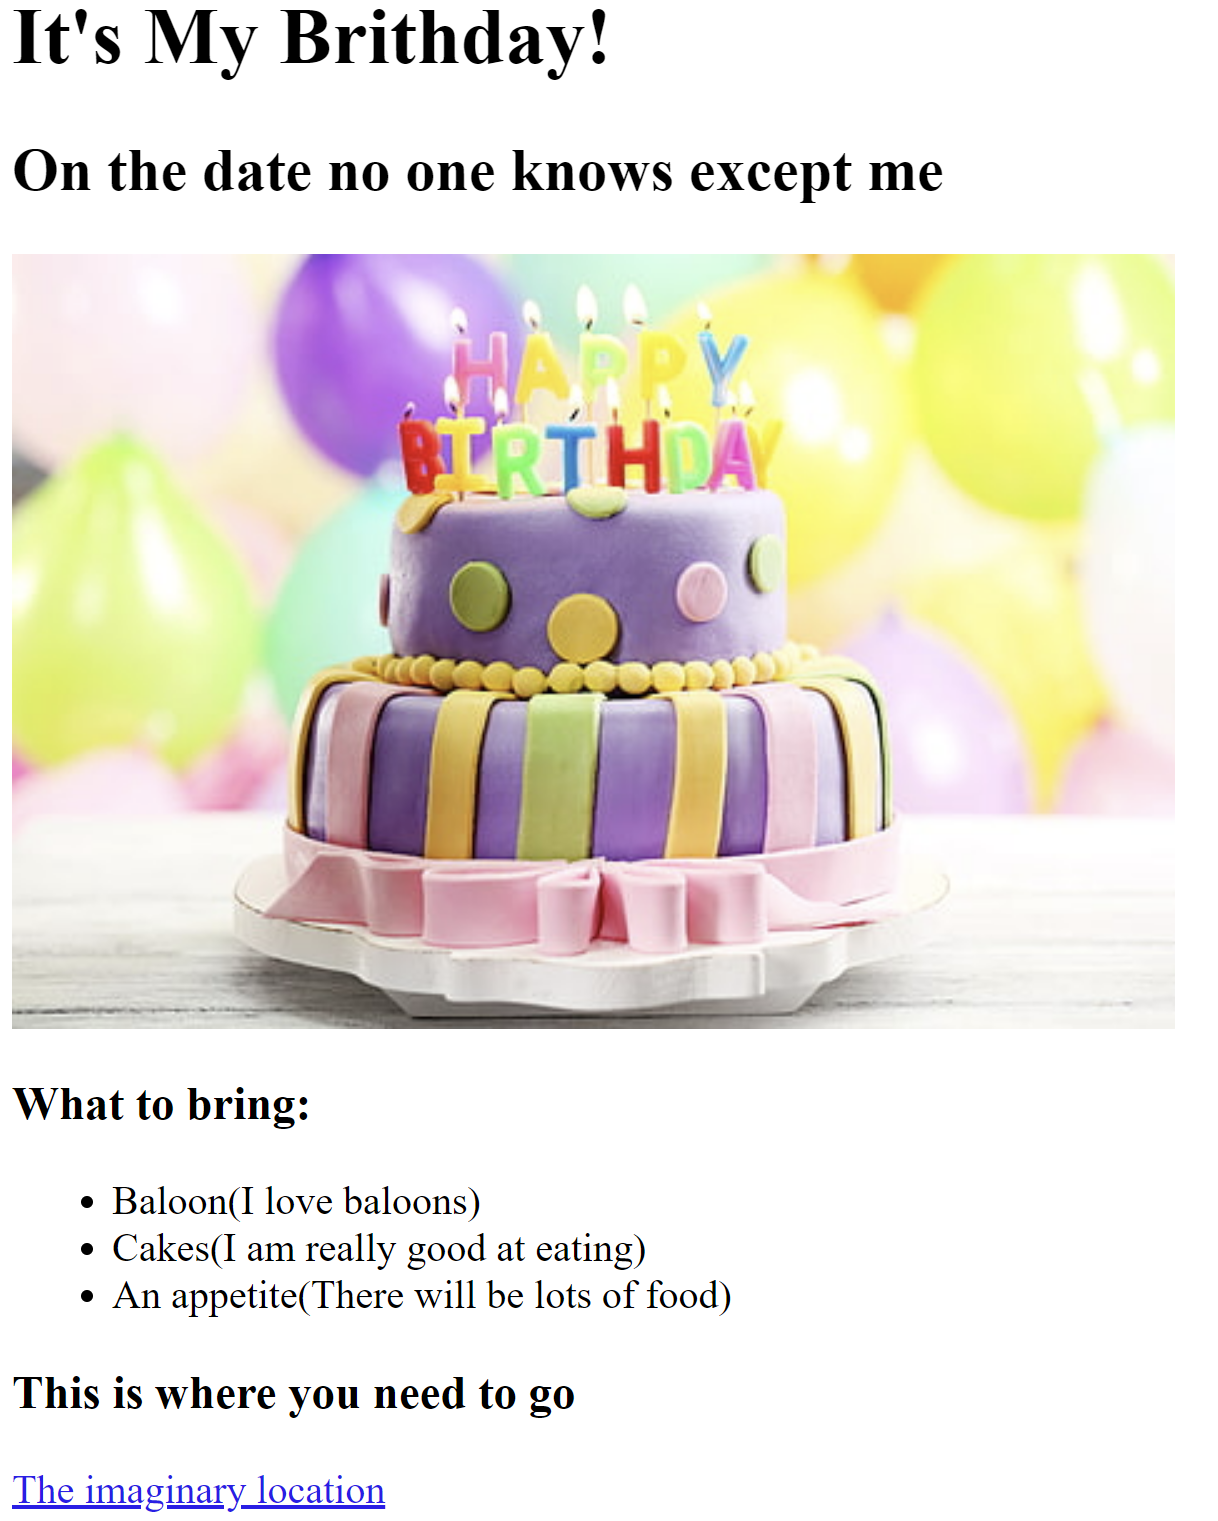 It's My Brithday!
On the date no one knows except me
HAPPY
BIRTHDAY
What to bring:
Baloon(I love baloons)
Cakes(I am really good at eating)
An appetite(There will be lots of food)
This is where you need to go
The imaginary location